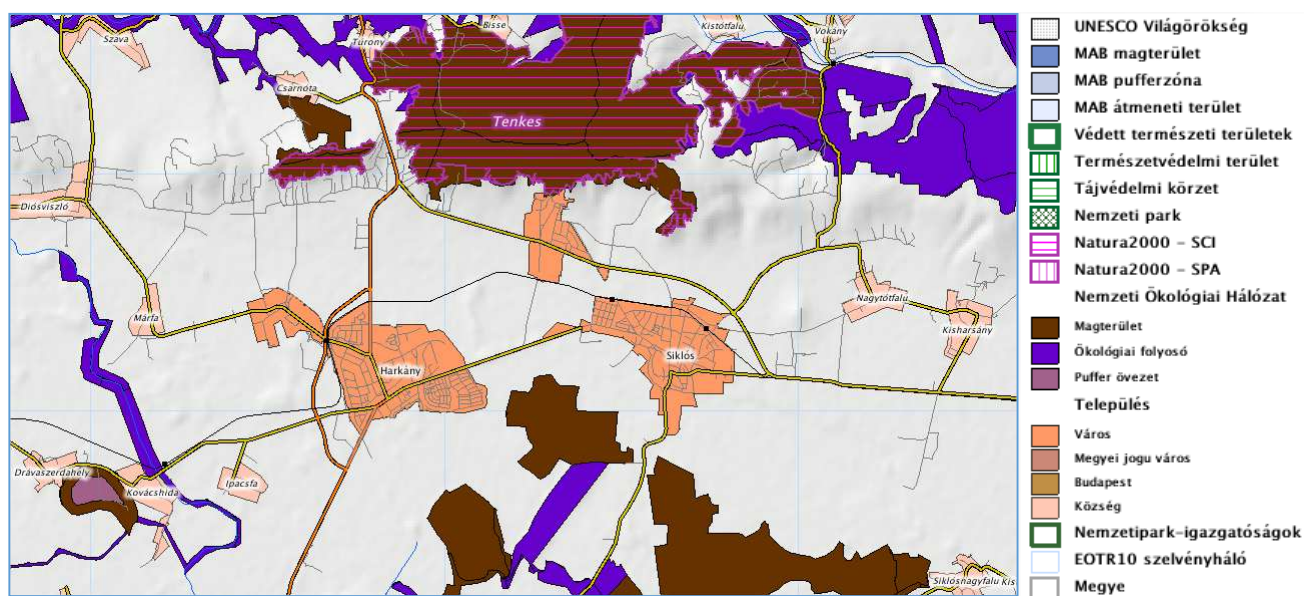 Szava
Turony
Bisse
Kistótfalu
Vokány
Csarnóta
Tenkes
Diósviszló
Márfa
Nagytótfalu
Kisharsány
Harkány
Siklós
Drávaszerdahely
Kovácshida
Ipacsfa
Siklósnagyfalu Kis
UNESCO Világörökség
MAB magterület
MAB pufferzóna
MAB átmeneti terület
Védett természeti területek
Természetvédelmi terület
Tájvédelmi körzet
Nemzeti park
Natura2000 - SCI
Natura2000 - SPA
Nemzeti Ökológiai Hálózat
Magterület
Ökológiai folyosó
Puffer övezet
Település
Város
Megyei jogu város
Budapest
Község
Nemzetipark-igazgatóságok
EOTR10 szelvényháló
Megye